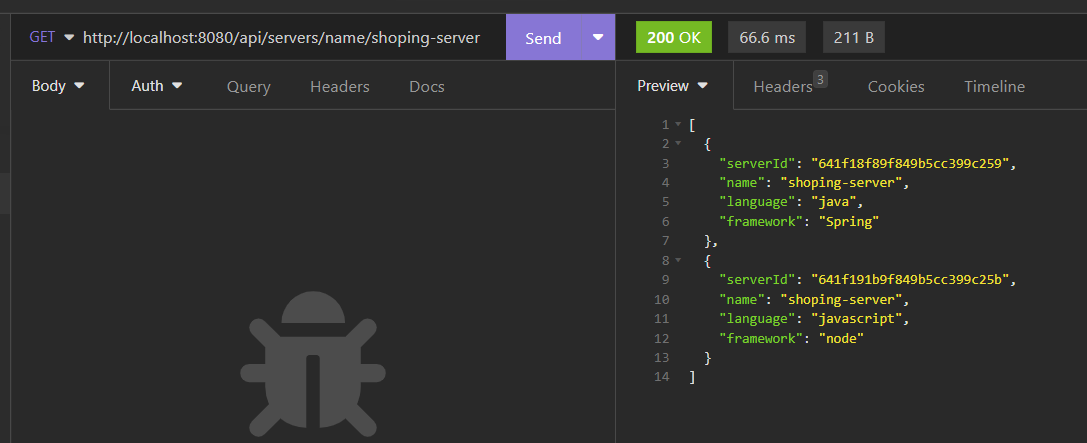 GET http://localhost:8080/api/servers/name/shoping-server Send 200 OK 66.6 ms 211 B
Body Auth Query Headers Docs Preview Headers 3 Cookies Timeline
1 [
2 {
3 "serverId": "641f18f89f849b5cc399c259",
4 "name": "shoping-server",
5 "language": "java",
6 "framework": "Spring"
7 },
8 {
9 "serverId": "641f191b9f849b5cc399c25b",
10 "name": "shoping-server",
11 "language": "javascript",
12 "framework": "node"
13 }
14 ]